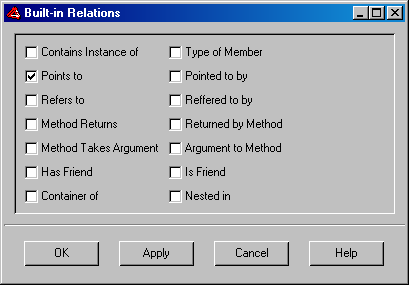 Built-in Relations
Contains Instance of Type of Member
Points to Pointed to by
Refers to Reffered to by
Method Returns Returned by Method
Method Takes Argument Argument to Method
Has Friend Is Friend
Container of Nested in
OK Apply Cancel Help